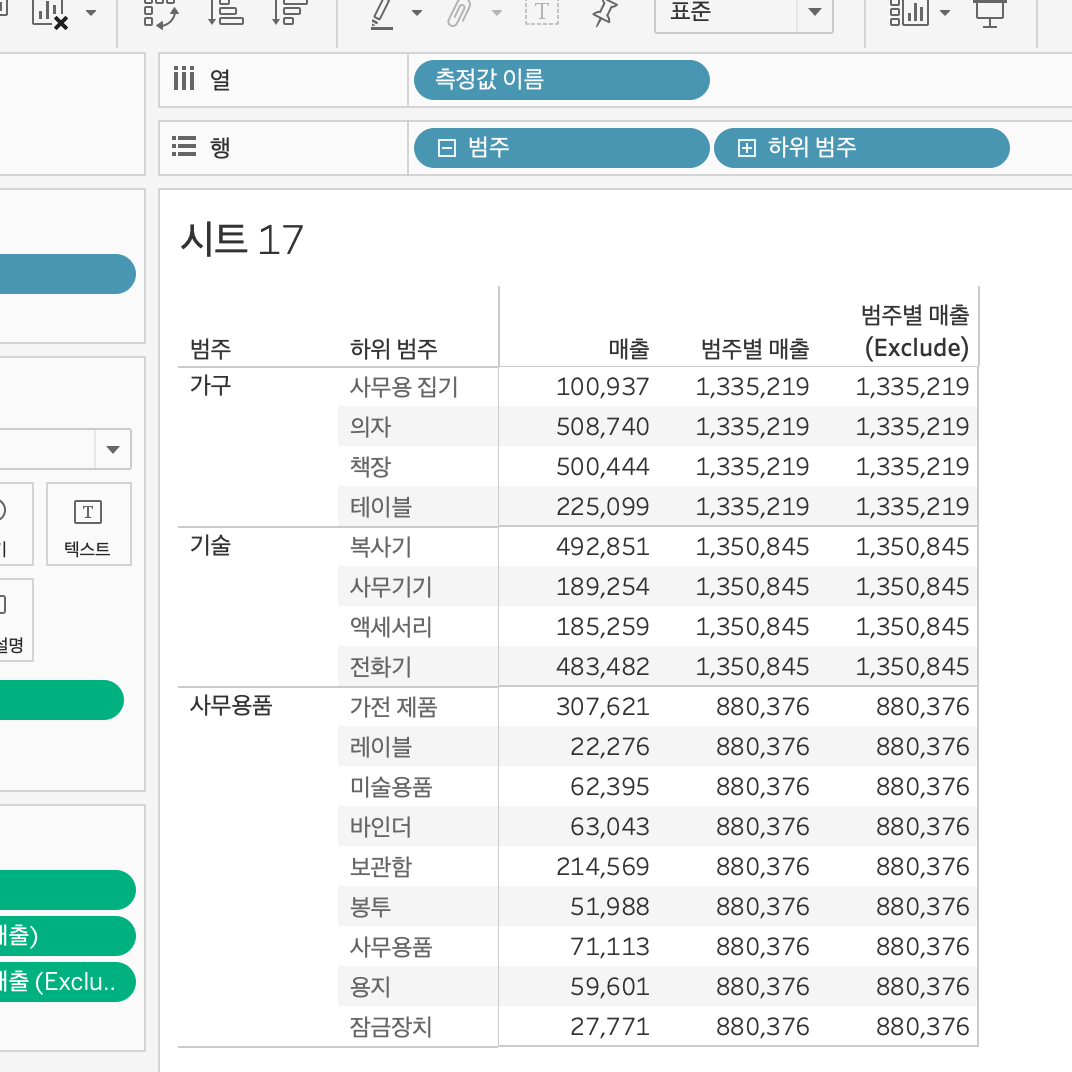 표준
열
측정값 이름
행
범주
하위 범주
시트 17
범주 하위 범주 매출 범주별 매출 범주별 매출
(Exclude)
가구 사무용 집기 100,937 1,335,219 1,335,219
의자 508,740 1,335,219 1,335,219
책장 500,444 1,335,219 1,335,219
테이블 225,099 1,335,219 1,335,219
기술 복사기 492,851 1,350,845 1,350,845
사무기기 189,254 1,350,845 1,350,845
액세서리 185,259 1,350,845 1,350,845
전화기 483,482 1,350,845 1,350,845
사무용품 가전 제품 307,621 880,376 880,376
레이블 22,276 880,376 880,376
미술용품 62,395 880,376 880,376
바인더 63,043 880,376 880,376
보관함 214,569 880,376 880,376
봉투 51,988 880,376 880,376
사무용품 71,113 880,376 880,376
용지 59,601 880,376 880,376
잠금장치 27,771 880,376 880,376
T
T
텍스트
설명
매출)
매출 (Exclu..